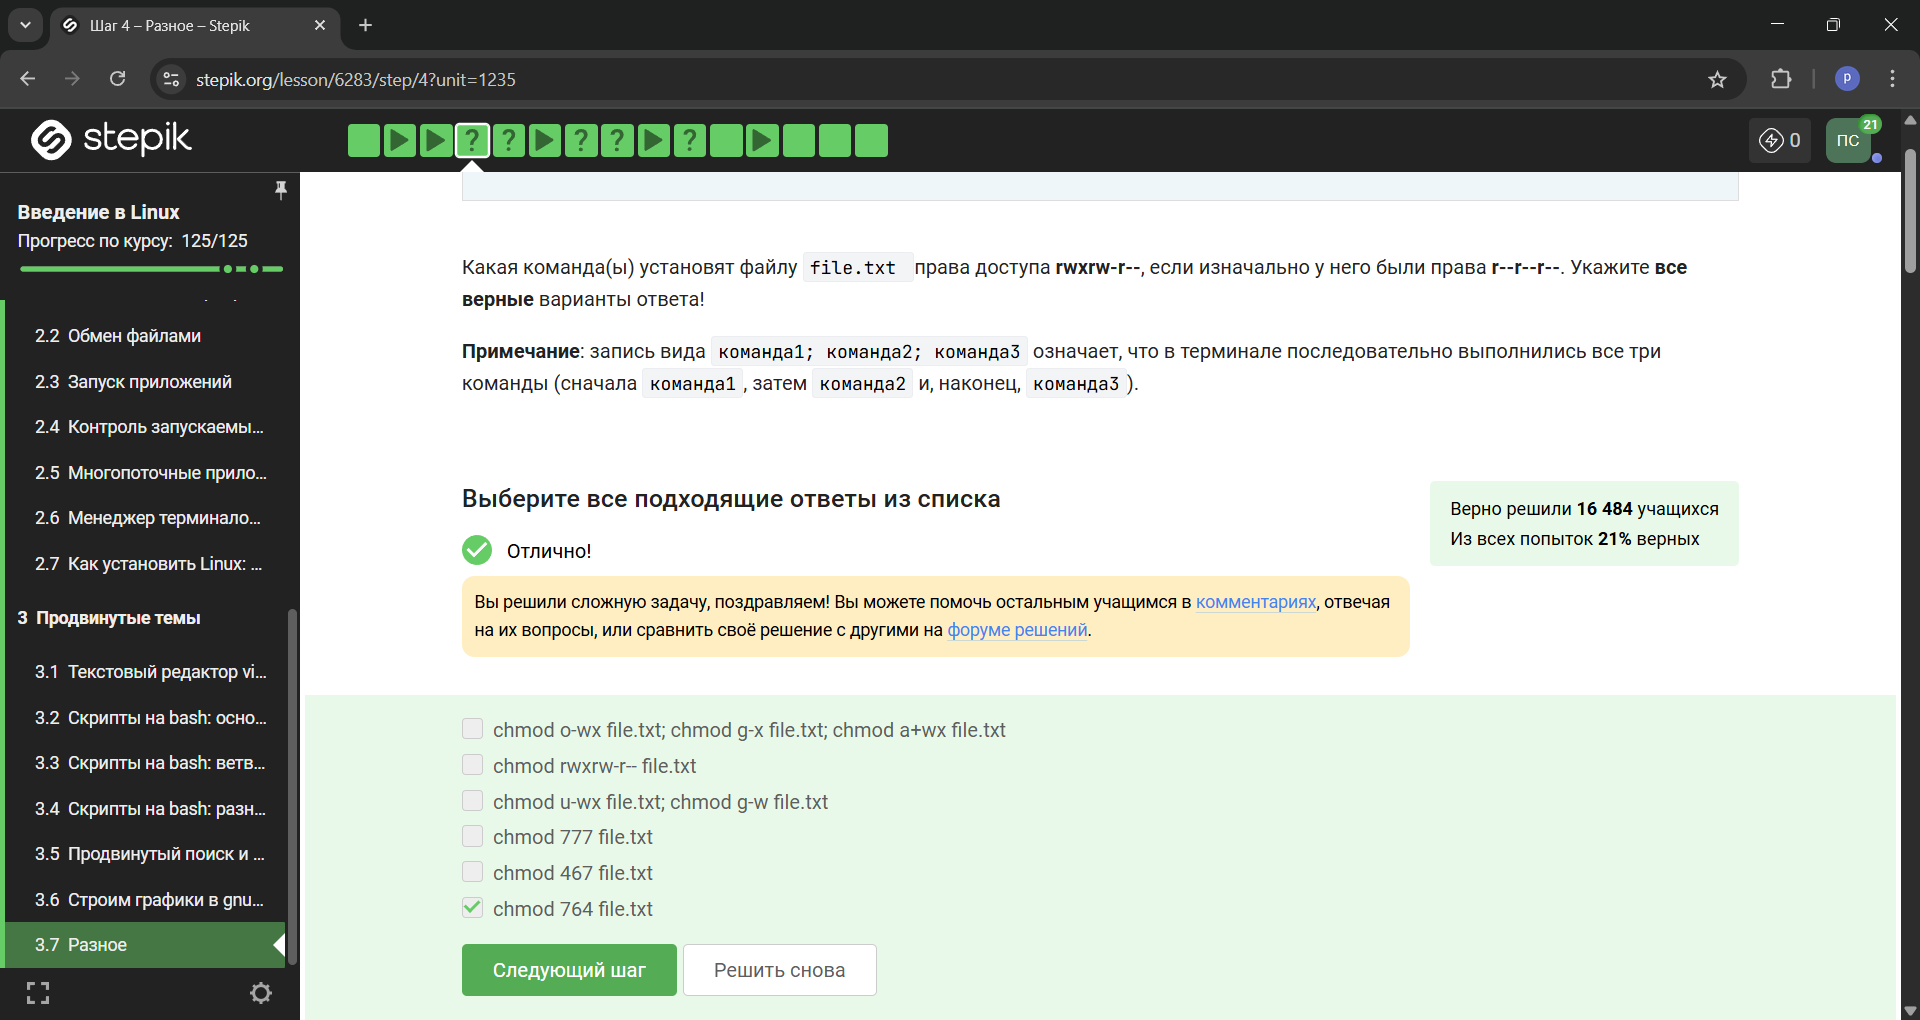 Шаг 4 – Разное – Stepik
stepik.org/lesson/6283/step/4?unit=1235
P
stepik
? ? ? ? ?
0
ПС
21
Введение в Linux
Прогресс по курсу: 125/125
2.2 Обмен файлами
2.3 Запуск приложений
2.4 Контроль запускаемы...
2.5 Многопоточные прило...
2.6 Менеджер терминало...
2.7 Как установить Linux: ...
3 Продвинутые темы
3.1 Текстовый редактор vi...
3.2 Скрипты на bash: осно...
3.3 Скрипты на bash: ветв...
3.4 Скрипты на bash: разн...
3.5 Продвинутый поиск и ...
3.6 Строим графики в gnu...
3.7 Разное
Какая команда(ы) установят файлу file.txt права доступа rwxrw-r--, если изначально у него были права r--r--r--. Укажите все
верные варианты ответа!
Примечание: запись вида команда1; команда2; команда3 означает, что в терминале последовательно выполнились все три
команды (сначала команда1, затем команда2 и, наконец, команда3).
Выберите все подходящие ответы из списка
Верно решили 16 484 учащихся
Из всех попыток 21% верных
Отлично!
Вы решили сложную задачу, поздравляем! Вы можете помочь остальным учащимся в комментариях, отвечая
на их вопросы, или сравнить своё решение с другими на форуме решений.
chmod o-wx file.txt; chmod g-x file.txt; chmod a+wx file.txt
chmod rwxrw-r-- file.txt
chmod u-wx file.txt; chmod g-w file.txt
chmod 777 file.txt
chmod 467 file.txt
chmod 764 file.txt
Следующий шаг
Решить снова